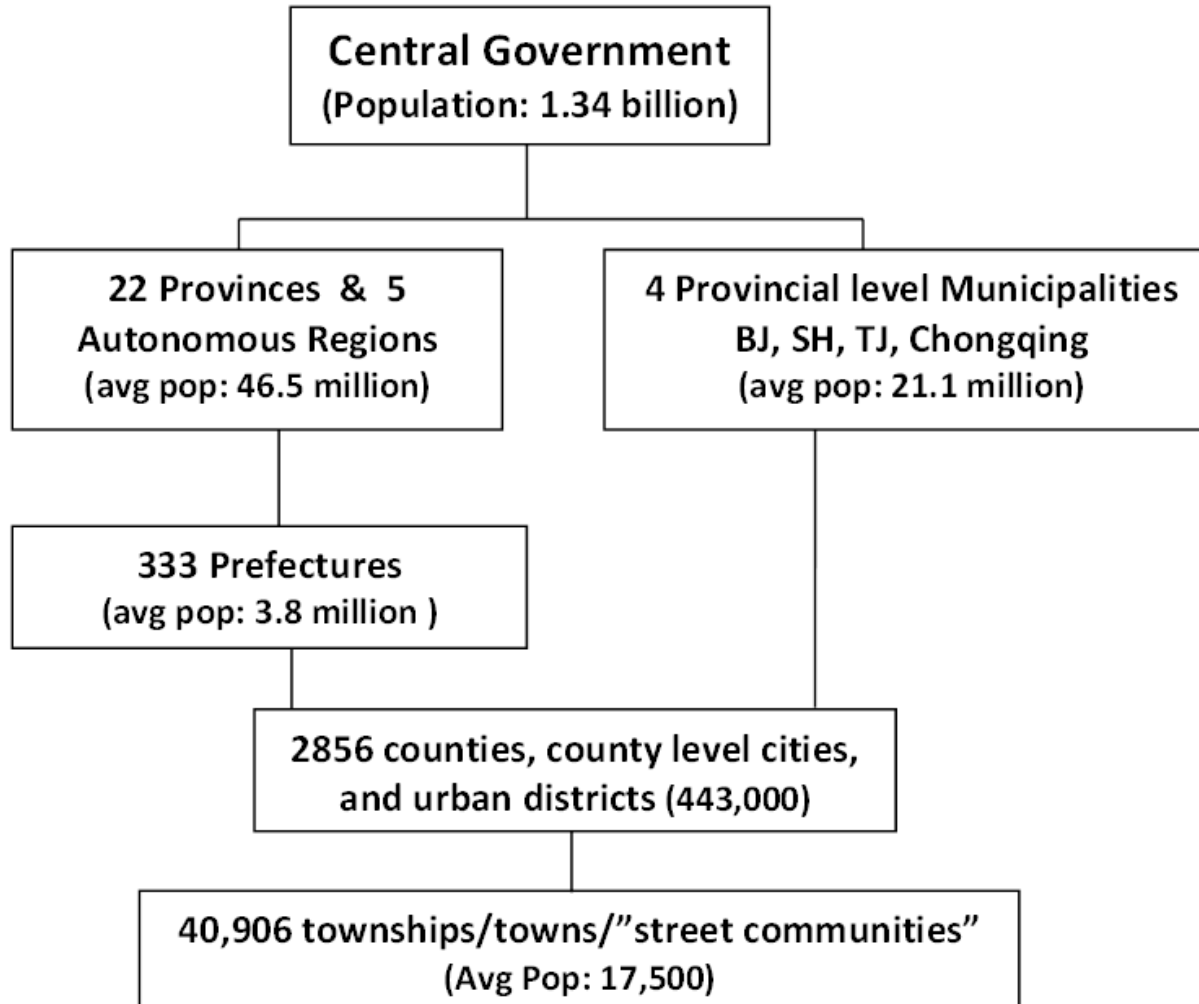 Central Government
(Population: 1.34 billion)
22 Provinces & 5
Autonomous Regions
(avg pop: 46.5 million)
4 Provincial level Municipalities
BJ, SH, TJ, Chongqing
(avg pop: 21.1 million)
333 Prefectures
(avg pop: 3.8 million )
2856 counties, county level cities,
and urban districts (443,000)
40,906 townships/towns/”street communities”
(Avg Pop: 17,500)